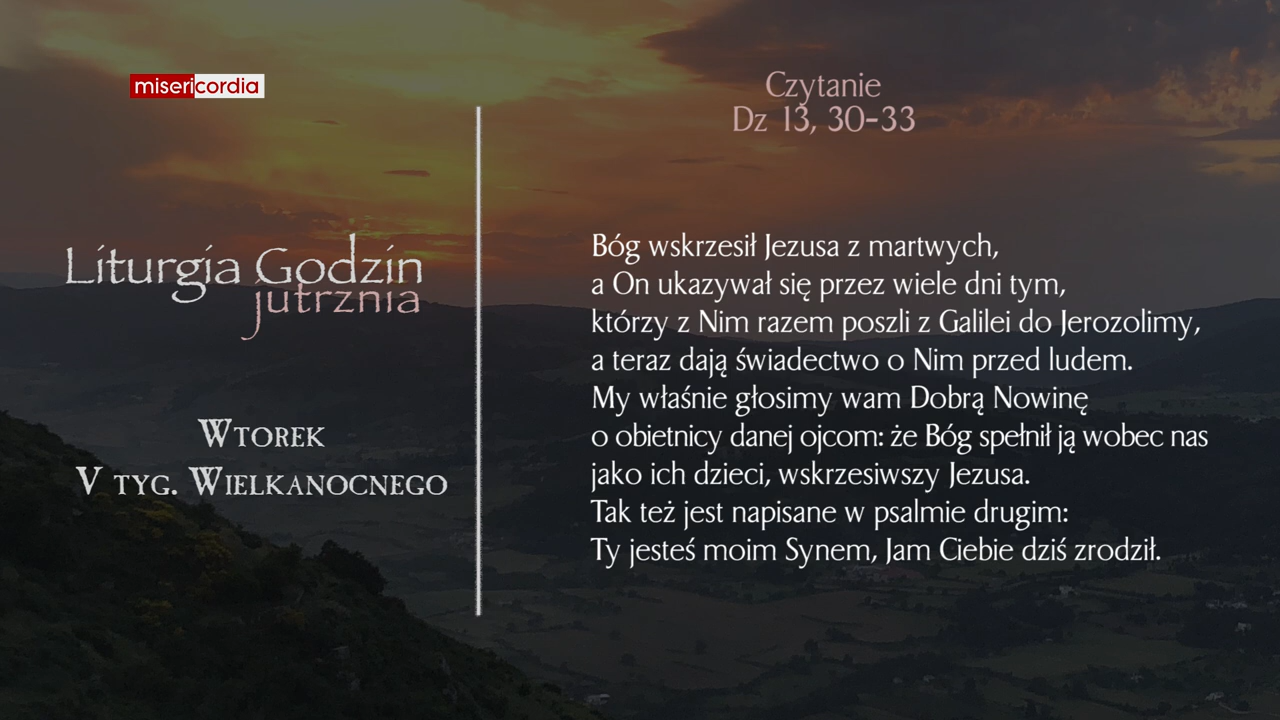 misericordia
Liturgia Godzin
jutrznia
Wtorek
V tyg. Wielkanocnego
Czytanie
Dz 13, 30-33
Bóg wskrzesił Jezusa z martwych,
a On ukazywał się przez wiele dni tym,
którzy z Nim razem poszli z Galilei do Jerozolimy,
a teraz dają świadectwo o Nim przed ludem.
My właśnie głosimy wam Dobrą Nowinę
o obietnicy danej ojcom: że Bóg spełnił ją wobec nas
jako ich dzieci, wskrzesiwszy Jezusa.
Tak też jest napisane w psalmie drugim:
Ty jesteś moim Synem, Jam Ciebie dziś zrodził.